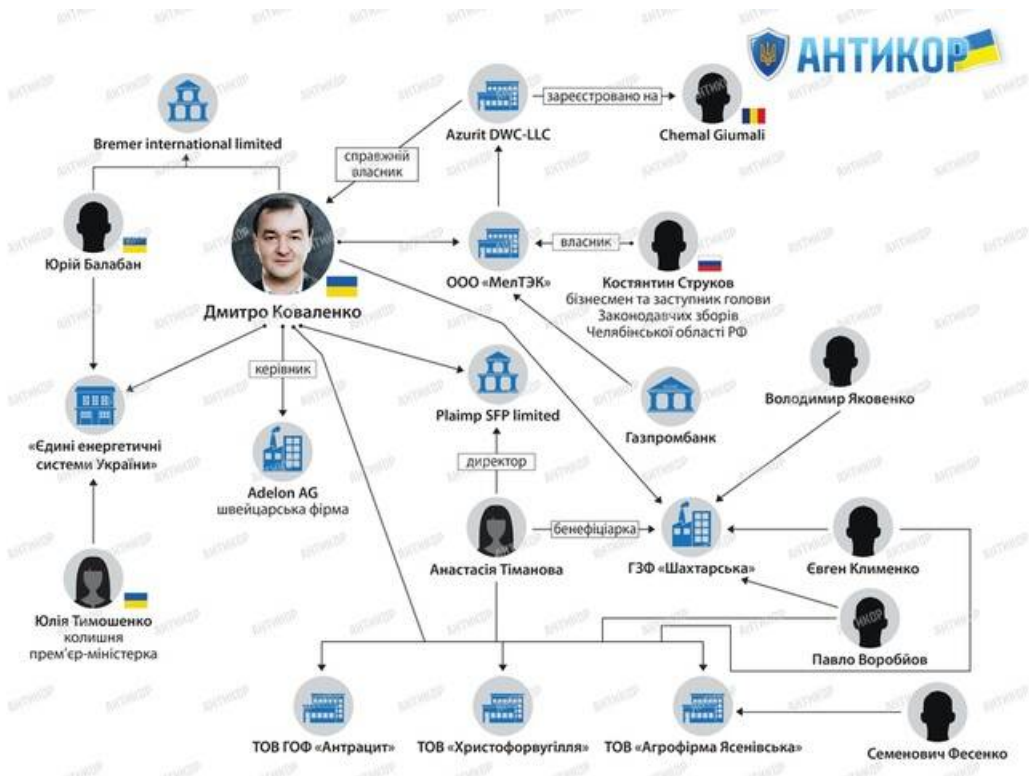 АНТИКОР
Bremer international limited
Azurit DWC-LLC
зареєстровано на
Chemal Giumali
справжній
власник
Юрій Балабан
Дмитро Коваленко
ООО «МелТЭК»
власник
Костянтин Струков
бізнесмен та заступник голови
Законодавчих зборів
Челябінської області РФ
керівник
Володимир Яковенко
«Єдині енергетичні
системи України»
Plaimp SFP limited
Газпромбанк
Adelon AG
швейцарська фірма
директор
Анастасія Тіманова
бенефіціарка
ГЗФ «Шахтарська»
Євген Клименко
Юлія Тимошенко
колишня
прем'єр-міністерка
Павло Воробйов
ТОВ ГОФ «Антрацит»
ТОВ «Христофорвугілля»
ТОВ «Агрофірма Ясенівська»
Семенович Фесенко